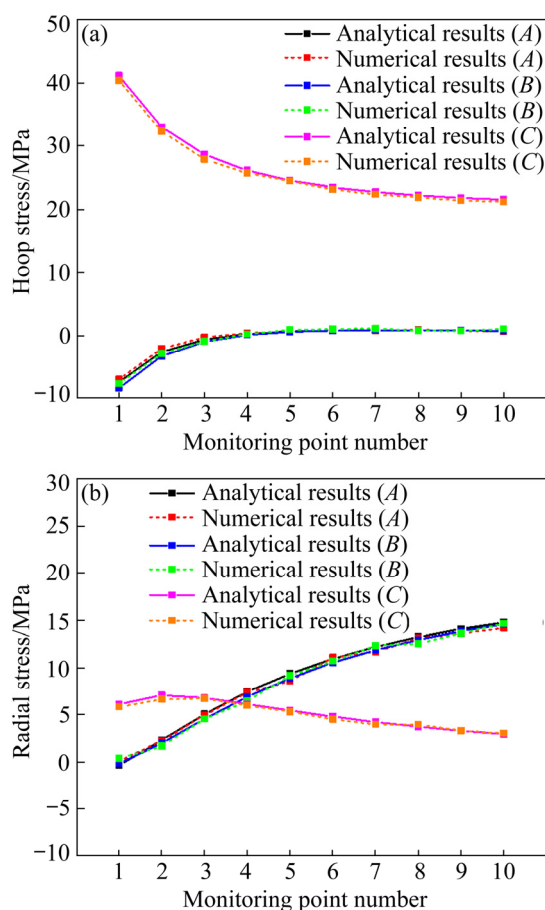 (a)
Analytical results (A)
Numerical results (A)
Analytical results (B)
Numerical results (B)
Analytical results (C)
Numerical results (C)
50
40
30
20
10
0
−10
Hoop stress/MPa
1 2 3 4 5 6 7 8 9 10
Monitoring point number
(b)
Analytical results (A)
Numerical results (A)
Analytical results (B)
Numerical results (B)
Analytical results (C)
Numerical results (C)
30
25
20
15
10
5
0
−5
−10
Radial stress/MPa
1 2 3 4 5 6 7 8 9 10
Monitoring point number